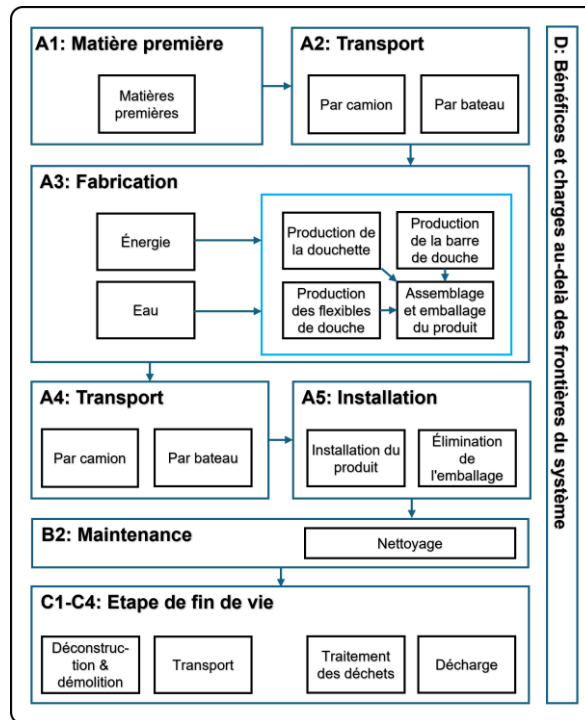 A1: Matière première
Matières
premières
A2: Transport
Par camion
Par bateau
A3: Fabrication
Énergie
Eau
Production de
la douchette
Production
de la barre
de douche
Production
des flexibles
de douche
Assemblage
et emballage
du produit
A4: Transport
Par camion
Par bateau
A5: Installation
Installation du
produit
Élimination
de
l'emballage
B2: Maintenance
Nettoyage
C1-C4: Etape de fin de vie
Déconstruc-
tion &
démolition
Transport
Traitement
des déchets
Décharge
D: Bénéfices et charges au-delà des frontières du système